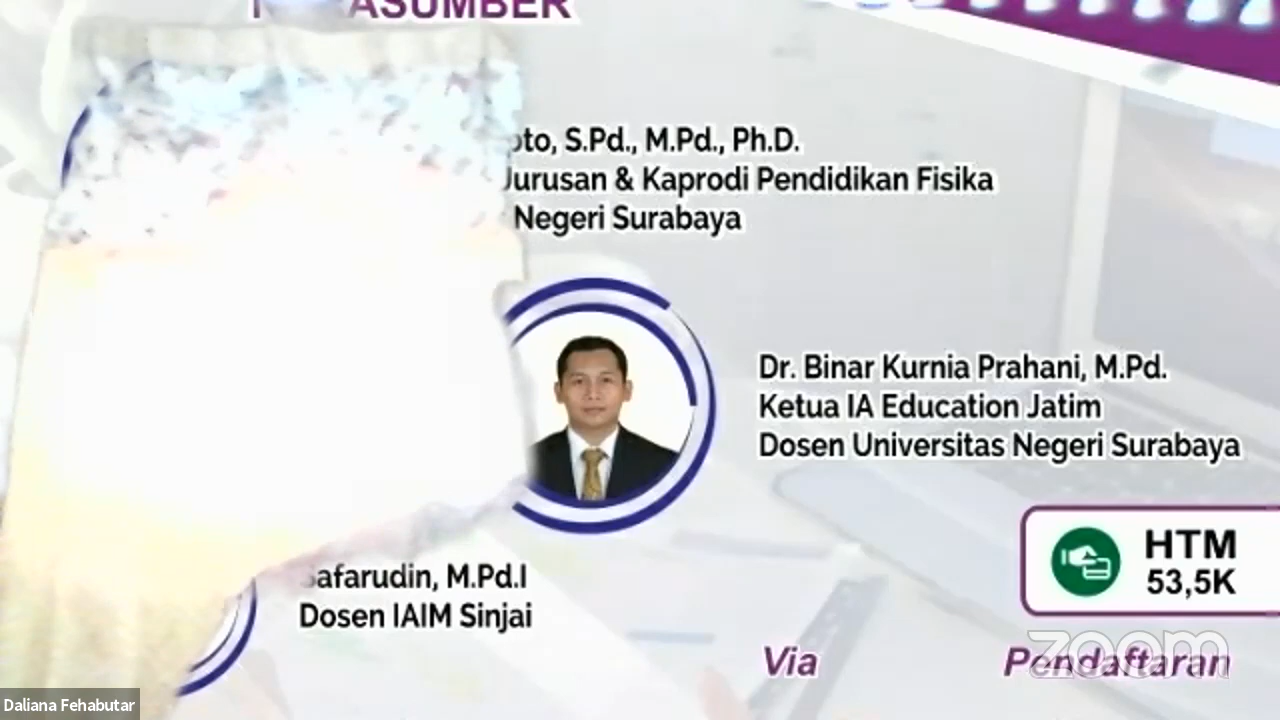 ASUMBER
oto, S.Pd., M.Pd., Ph.D.
Jurusan & Kaprodi Pendidikan Fisika
Negeri Surabaya
Dr. Binar Kurnia Prahani, M.Pd.
Ketua IA Education Jatim
Dosen Universitas Negeri Surabaya
HTM
53,5K
afarudin, M.Pd.I
Dosen IAIM Sinjai
Via Pendaftaran
zoom
Daliana Fehabutar